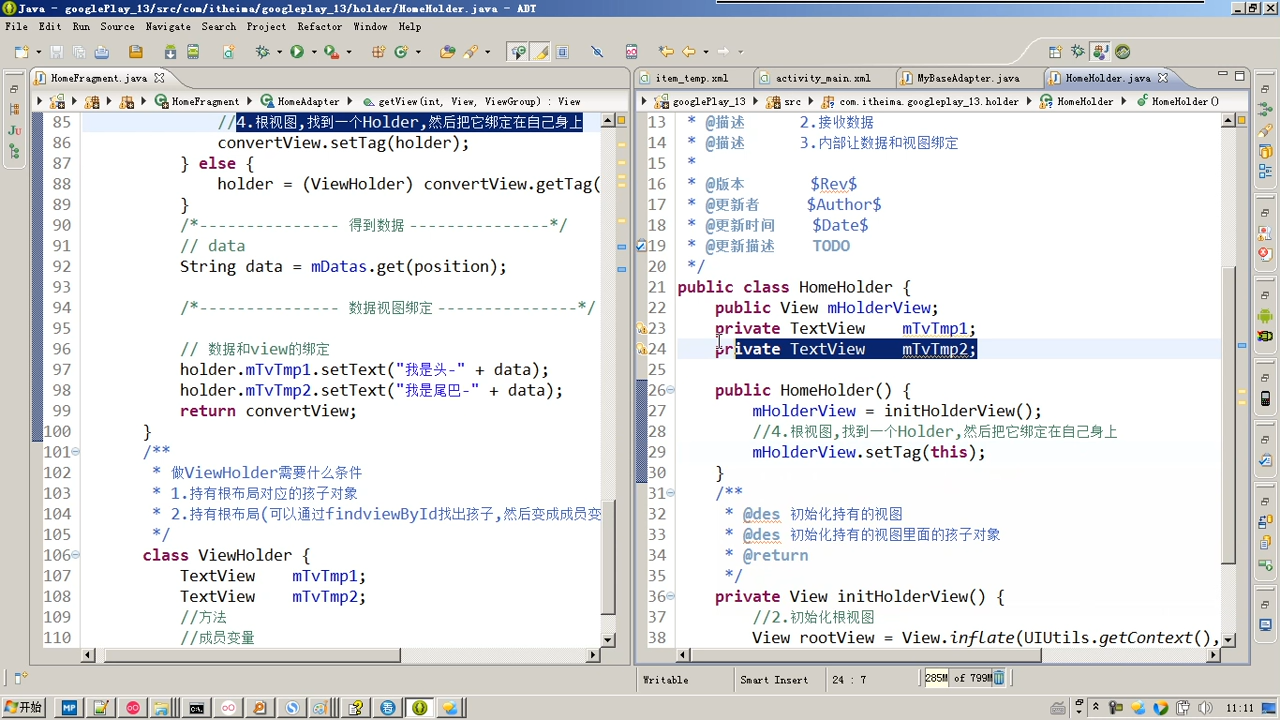 Java - googlePlay_13/src/com/itheima/googleplay_13/holder/HomeHolder.java - ADT
File Edit Run Source Navigate Search Project Refactor Window Help
HomeFragment.java
HomeFragment HomeAdapter getView(int, View, ViewGroup) : View
85 //4.根视图,找到一个Holder,然后把它绑定在自己身上
86 convertView.setTag(holder);
87 } else {
88 holder = (ViewHolder) convertView.getTag(
89 }
90 /*--------------- 得到数据 ---------------*/
91 // data
92 String data = mDatas.get(position);
93
94 /*--------------- 数据视图绑定 ---------------*/
95
96 // 数据和view的绑定
97 holder.mTvTmp1.setText("我是头-" + data);
98 holder.mTvTmp2.setText("我是尾巴-" + data);
99 return convertView;
100 }
101 /**
102 * 做ViewHolder需要什么条件
103 * 1.持有根布局对应的孩子对象
104 * 2.持有根布局(可以通过findviewById找出孩子,然后变成成员变
105 */
106 class ViewHolder {
107 TextView mTvTmp1;
108 TextView mTvTmp2;
109 //方法
110 //成员变量
item_temp.xml activity_main.xml MyBaseAdapter.java HomeHolder.java
googlePlay_13 src com.itheima.googleplay_13.holder HomeHolder HomeHolder()
13 * @描述 2.接收数据
14 * @描述 3.内部让数据和视图绑定
15 *
16 * @版本 $Rev$
17 * @更新者 $Author$
18 * @更新时间 $Date$
19 * @更新描述 TODO
20 */
21 public class HomeHolder {
22 public View mHolderView;
23 private TextView mTvTmp1;
24 private TextView mTvTmp2;
25
26 public HomeHolder() {
27 mHolderView = initHolderView();
28 //4.根视图,找到一个Holder,然后把它绑定在自己身上
29 mHolderView.setTag(this);
30 }
31 /**
32 * @des 初始化持有的视图
33 * @des 初始化持有的视图里面的孩子对象
34 * @return
35 */
36 private View initHolderView() {
37 //2.初始化根视图
38 View rootView = View.inflate(UIUtils.getContext(),
Writable Smart Insert 24 : 7 285M of 799M
开始 MP 11:11